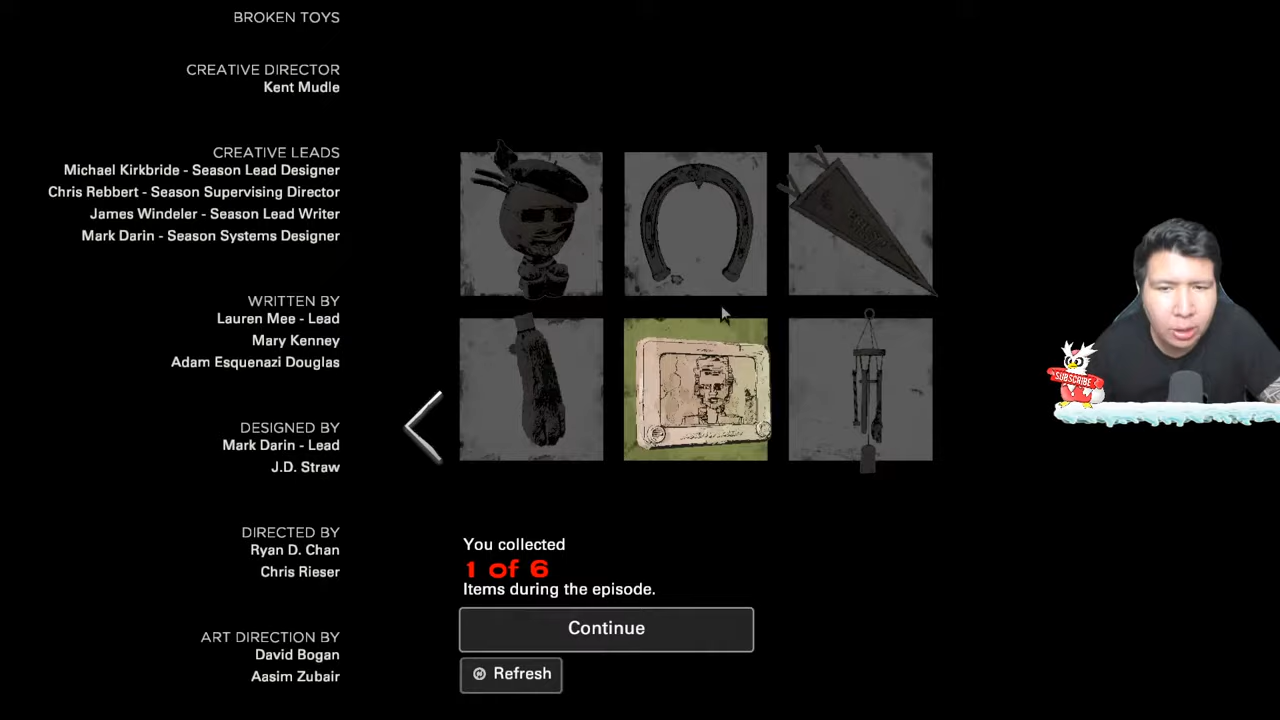 BROKEN TOYS
CREATIVE DIRECTOR
Kent Mudle
CREATIVE LEADS
Michael Kirkbride - Season Lead Designer
Chris Rebbert - Season Supervising Director
James Windeler - Season Lead Writer
Mark Darin - Season Systems Designer
WRITTEN BY
Lauren Mee - Lead
Mary Kenney
Adam Esquenazi Douglas
DESIGNED BY
Mark Darin - Lead
J.D. Straw
DIRECTED BY
Ryan D. Chan
Chris Rieser
ART DIRECTION BY
David Bogan
Aasim Zubair
You collected
1 of 6
Items during the episode.
Continue
Refresh
SUBSCRIBE